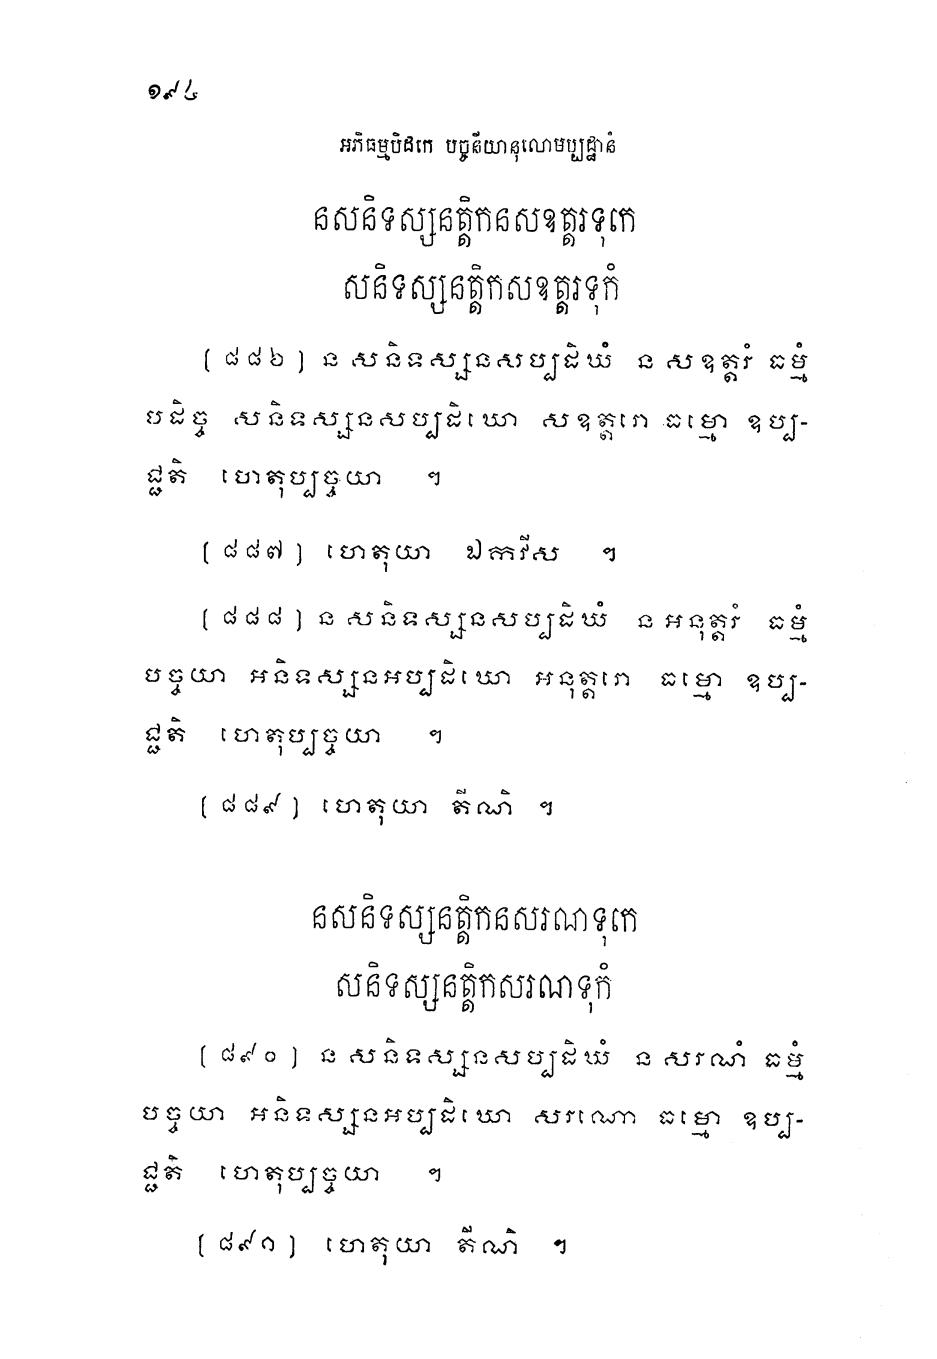 ១៩៤
អភិធម្មបិដកេ បច្ចនីយានុលោមប្បដ្ឋានំ
នសនិទស្សនត្តិកនសឧត្តរទុកេ
សនិទស្សនត្តិកសឧត្តរទុកំ
[ ៨៨៦ ] ន សនិទស្សនសប្បដិឃំ ន សឧត្តរំ ធម្មំ
បដិច្ច សនិទស្សនសប្បដិឃោ សឧត្តរោ ធម្មោ ឧប្ប-
ជ្ជតិ ហេតុប្បច្ចយា ។
[ ៨៨៧ ] ហេតុយា ឯកវីស ។
[ ៨៨៨ ] ន សនិទស្សនសប្បដិឃំ ន អនុត្តរំ ធម្មំ
បច្ចយា អនិទស្សនអប្បដិឃោ អនុត្តរោ ធម្មោ ឧប្ប-
ជ្ជតិ ហេតុប្បច្ចយា ។
[ ៨៨៩ ] ហេតុយា តីណិ ។
នសនិទស្សនត្តិកនសរណទុកេ
សនិទស្សនត្តិកសរណទុកំ
[ ៨៩០ ] ន សនិទស្សនសប្បដិឃំ ន សរណំ ធម្មំ
បច្ចយា អនិទស្សនអប្បដិឃោ សរណោ ធម្មោ ឧប្ប-
ជ្ជតិ ហេតុប្បច្ចយា ។
[ ៨៩១ ] ហេតុយា តីណិ ។